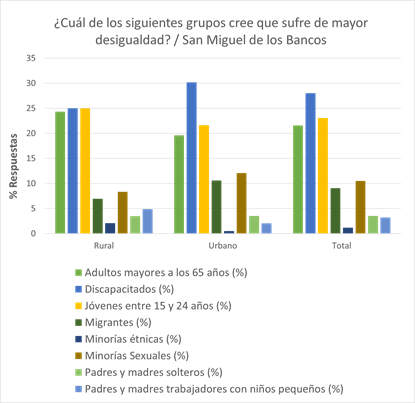 ¿Cuál de los siguientes grupos cree que sufre de mayor
desigualdad? / San Miguel de los Bancos
35
30
25
20
15
10
5
0
% Respuestas
Rural Urbano Total
Adultos mayores a los 65 años (%)
Discapacitados (%)
Jóvenes entre 15 y 24 años (%)
Migrantes (%)
Minorías étnicas (%)
Minorías Sexuales (%)
Padres y madres solteros (%)
Padres y madres trabajadores con niños pequeños (%)